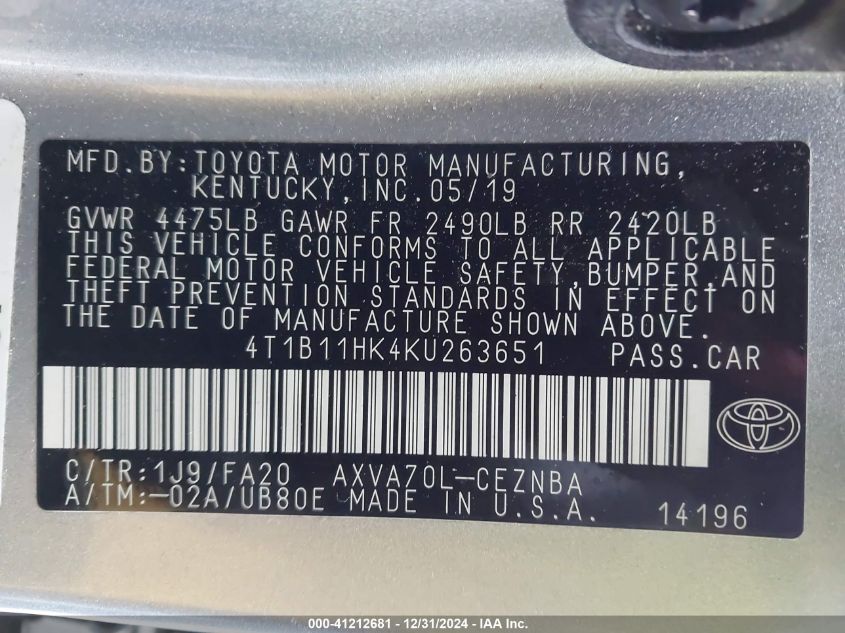 MFD.BY:TOYOTA MOTOR MANUFACTURING,
KENTUCKY,INC.05/19
GVWR 4475LB GAWR FR 2490LB RR 2420LB
THIS VEHICLE CONFORMS TO ALL APPLICABLE
FEDERAL MOTOR VEHICLE SAFETY,BUMPER,AND
THEFT PREVENTION STANDARDS IN EFFECT ON
THE DATE OF MANUFACTURE SHOWN ABOVE.
4T1B11HK4KU263651 PASS.CAR
C/TR:1J9/FA20 AXVA70L-CEZNBA
A/TM:-02A/UB80E MADE IN U.S.A. 14196
000-41212681 - 12/31/2024 - IAA Inc.